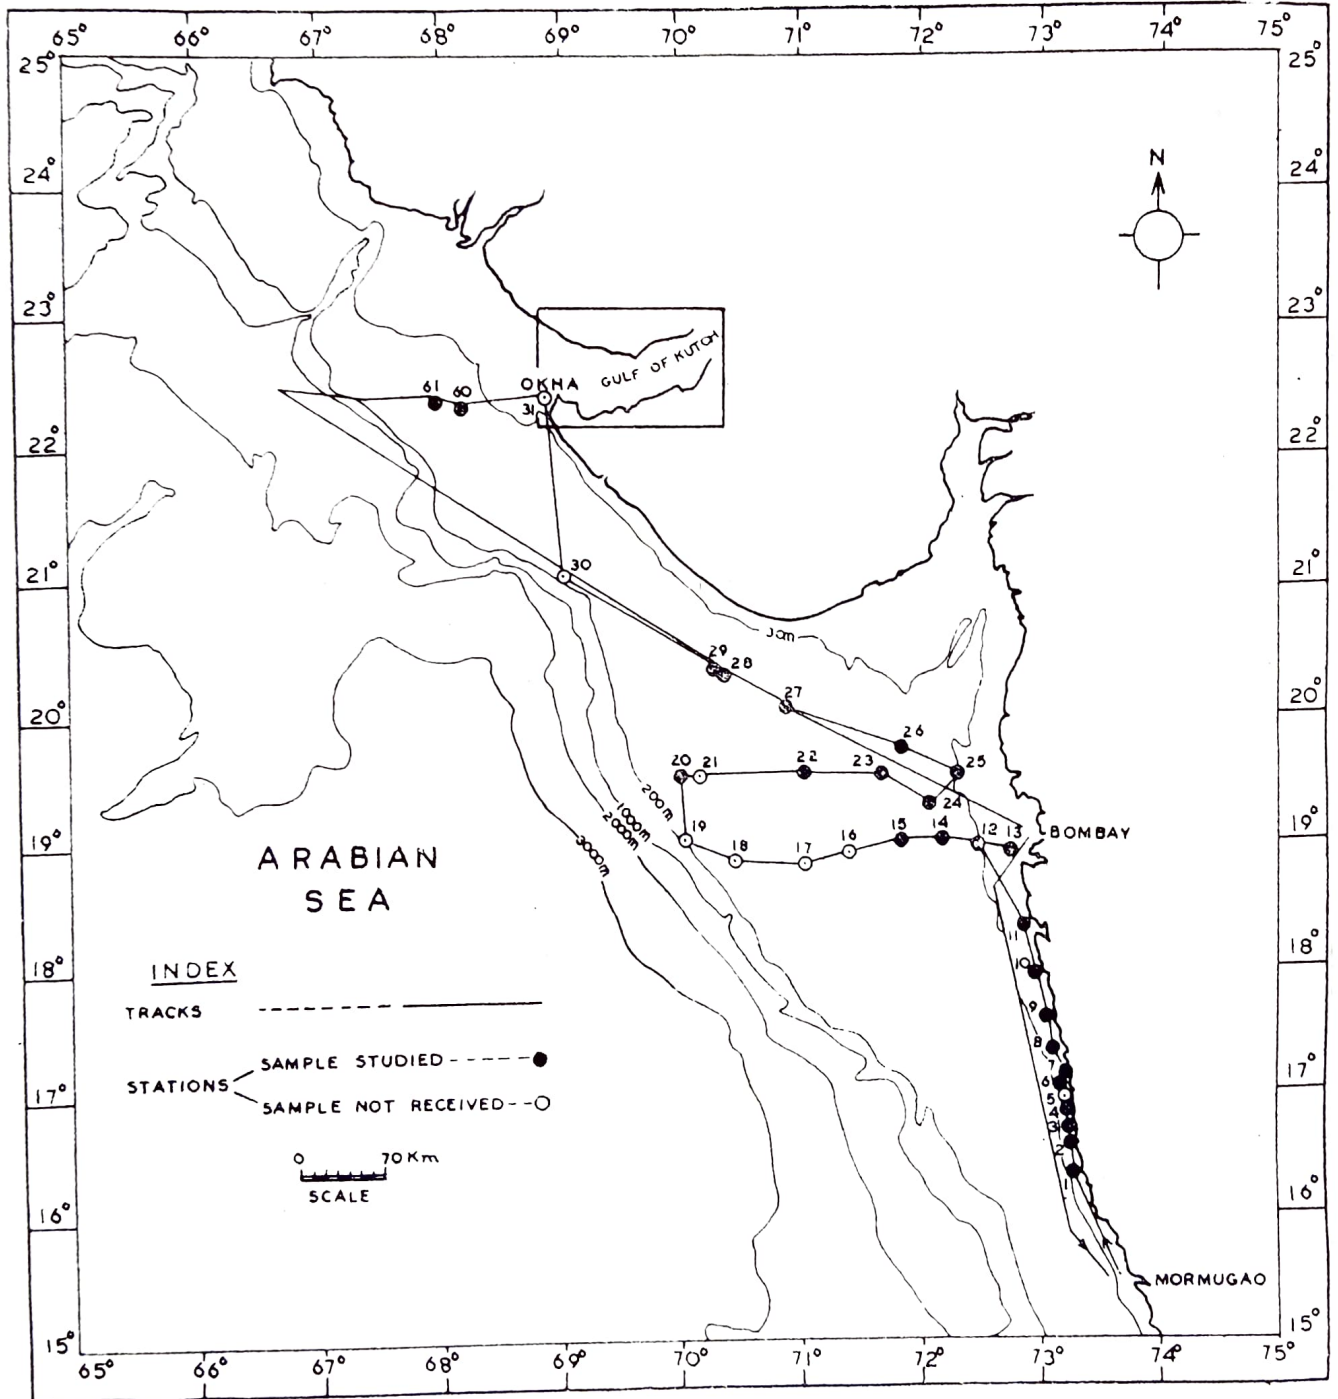 65° 66° 67° 68° 69° 70° 71° 72° 73° 74° 75°
25° 25°
24° 24°
N
23° 23°
GULF OF KUTCH
OKHA
61 60
31
22° 22°
21° 30 21°
30m
29 28
27
20° 20°
26
20 21 22 23 25
24
200m
1000m
2000m
3000m
19° 19 18 17 16 15 14 12 13 BOMBAY 19°
ARABIAN
SEA
11
18° 10 18°
INDEX
TRACKS
9
8
SAMPLE STUDIED
STATIONS
SAMPLE NOT RECEIVED
7
17° 6 17°
5
4
3
2
1
0 70 Km
SCALE
16° 16°
MORMUGAO
15° 15°
65° 66° 67° 68° 69° 70° 71° 72° 73° 74° 75°